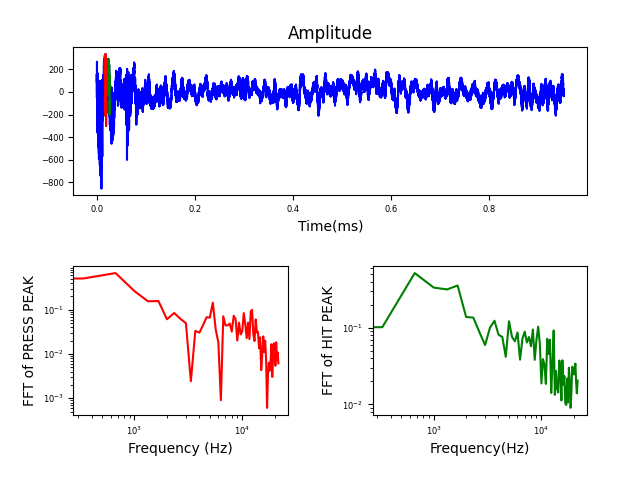 Amplitude
200
0
−200
−400
−600
−800
0.0 0.2 0.4 0.6 0.8
Time(ms)
FFT of PRESS PEAK
10⁻¹
10⁻²
10⁻³
10³ 10⁴
Frequency (Hz)
FFT of HIT PEAK
10⁻¹
10⁻²
10³ 10⁴
Frequency(Hz)